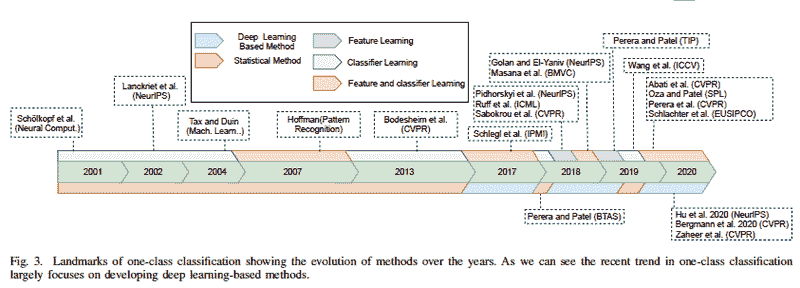 Deep Learning
Based Method
Statistical Method
Feature Learning
Classifier Learning
Feature and classifier Learning
Schölkopf et al.
(Neural Comput.)
Lanckriet et al.
(NeurIPS)
Tax and Duin
(Mach. Learn..)
Hoffman(Pattern
Recognition)
Bodesheim et al.
(CVPR)
Golan and El-Yaniv (NeurIPS)
Masana et al. (BMVC)
Pidhorskyi et al. (NeurIPS)
Ruff et al. (ICML)
Sabokrou et al. (CVPR)
Schlegl et al. (IPMI)
Perera and Patel (TIP)
Wang et al. (ICCV)
Abati et al. (CVPR)
Oza and Patel (SPL)
Perera et al. (CVPR)
Schlachter et al. (EUSIPCO)
2001
2002
2004
2007
2013
2017
2018
2019
2020
Perera and Patel (BTAS)
Hu et al. 2020 (NeurIPS)
Bergmann et al. 2020 (CVPR)
Zaheer et al. (CVPR)
Fig. 3. Landmarks of one-class classification showing the evolution of methods over the years. As we can see the recent trend in one-class classification
largely focuses on developing deep learning-based methods.